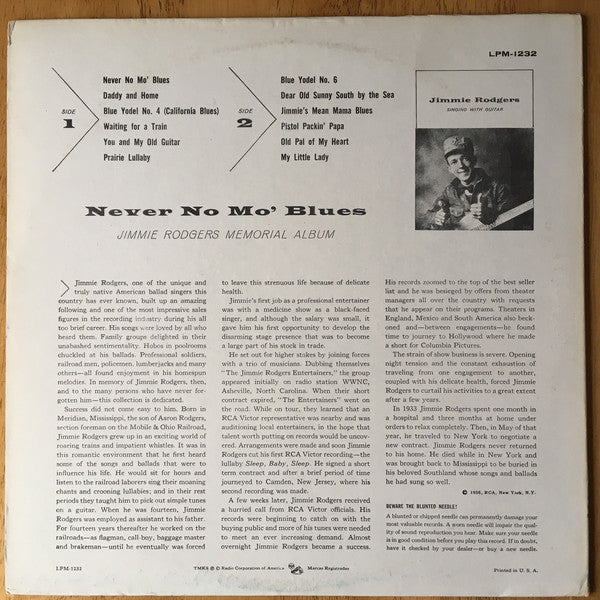 LPM-1232
SIDE
1
Never No Mo' Blues
Daddy and Home
Blue Yodel No. 4 (California Blues)
Waiting for a Train
You and My Old Guitar
Prairie Lullaby
SIDE
2
Blue Yodel No. 6
Dear Old Sunny South by the Sea
Jimmie's Mean Mama Blues
Pistol Packin' Papa
Old Pal of My Heart
My Little Lady
Jimmie Rodgers
SINGING WITH GUITAR
Never No Mo' Blues
JIMMIE RODGERS MEMORIAL ALBUM
Jimmie Rodgers, one of the unique and
truly native American ballad singers this
country has ever known, built up an amazing
following and one of the most impressive sales
figures in the recording industry during his all
too brief career. His songs were loved by all who
heard them. Family groups delighted in their
unabashed sentimentality. Hobos in poolrooms
chuckled at his ballads. Professional soldiers,
railroad men, policemen, lumberjacks and many
others—all found enjoyment in his homespun
melodies. In memory of Jimmie Rodgers, then,
and to the many persons who have never for-
gotten him—this collection is dedicated.
Success did not come easy to him. Born in
Meridian, Mississippi, the son of Aaron Rodgers,
section foreman on the Mobile & Ohio Railroad,
Jimmie Rodgers grew up in an exciting world of
roaring trains and impatient whistles. It was in
this romantic environment that he first heard
some of the songs and ballads that were to
influence his life. He would sit for hours and
listen to the railroad laborers sing their moaning
chants and crooning lullabies; and in their rest
periods they taught him to pick out simple tunes
on a guitar. When he was fourteen, Jimmie
Rodgers was employed as assistant to his father.
For fourteen years thereafter he worked on the
railroads—as flagman, call-boy, baggage master
and brakeman—until he eventually was forced
to leave this strenuous life because of delicate
health.
Jimmie's first job as a professional entertainer
was with a medicine show as a black-faced
singer, and although the salary was small, it
gave him his first opportunity to develop the
disarming stage presence that was to become
a large part of his stock in trade.
He set out for higher stakes by joining forces
with a trio of musicians. Dubbing themselves
"The Jimmie Rodgers Entertainers," the group
appeared initially on radio station WWNC,
Asheville, North Carolina. When their short
contract expired, "The Entertainers" went on
the road. While on tour, they learned that an
RCA Victor representative was nearby and was
auditioning local entertainers, in the hope that
talent worth putting on records would be uncov-
ered. Arrangements were made and soon Jimmie
Rodgers cut his first RCA Victor recording—the
lullaby Sleep, Baby, Sleep. He signed a short
term contract and after a brief period of time
journeyed to Camden, New Jersey, where his
second recording was made.
A few weeks later, Jimmie Rodgers received
a hurried call from RCA Victor officials. His
records were beginning to catch on with the
buying public and more of his tunes were needed
to meet an ever increasing demand. Almost
overnight Jimmie Rodgers became a success.
His records zoomed to the top of the best seller
list and he was besieged by offers from theater
managers all over the country with requests
that he appear on their programs. Theaters in
England, Mexico and South America also beck-
oned and—between engagements—he found
time to journey to Hollywood where he made
a short for Columbia Pictures.
The strain of show business is severe. Opening
night tension and the constant exhaustion of
traveling from one engagement to another,
coupled with his delicate health, forced Jimmie
Rodgers to curtail his activities to a great extent
after a few years.
In 1933 Jimmie Rodgers spent one month in
a hospital and three months at home under
orders to relax completely. Then, in May of that
year, he traveled to New York to negotiate a
new contract. Jimmie Rodgers never returned
to his home. He died while in New York and
was brought back to Mississippi to be buried in
his beloved Southland whose songs and ballads
he had sung so well.
© 1956, RCA, New York, N.Y.
BEWARE THE BLUNTED NEEDLE!
A blunted or chipped needle can permanently damage your
most valuable records. A worn needle will impair the qual-
ity of sound reproduction you hear. Make sure your needle
is in good condition before you play this record. If in doubt,
have it checked by your dealer—or buy a new needle.
LPM-1232
TMKS ® © Radio Corporation of America
Marcas Registradas
Printed in U. S. A.